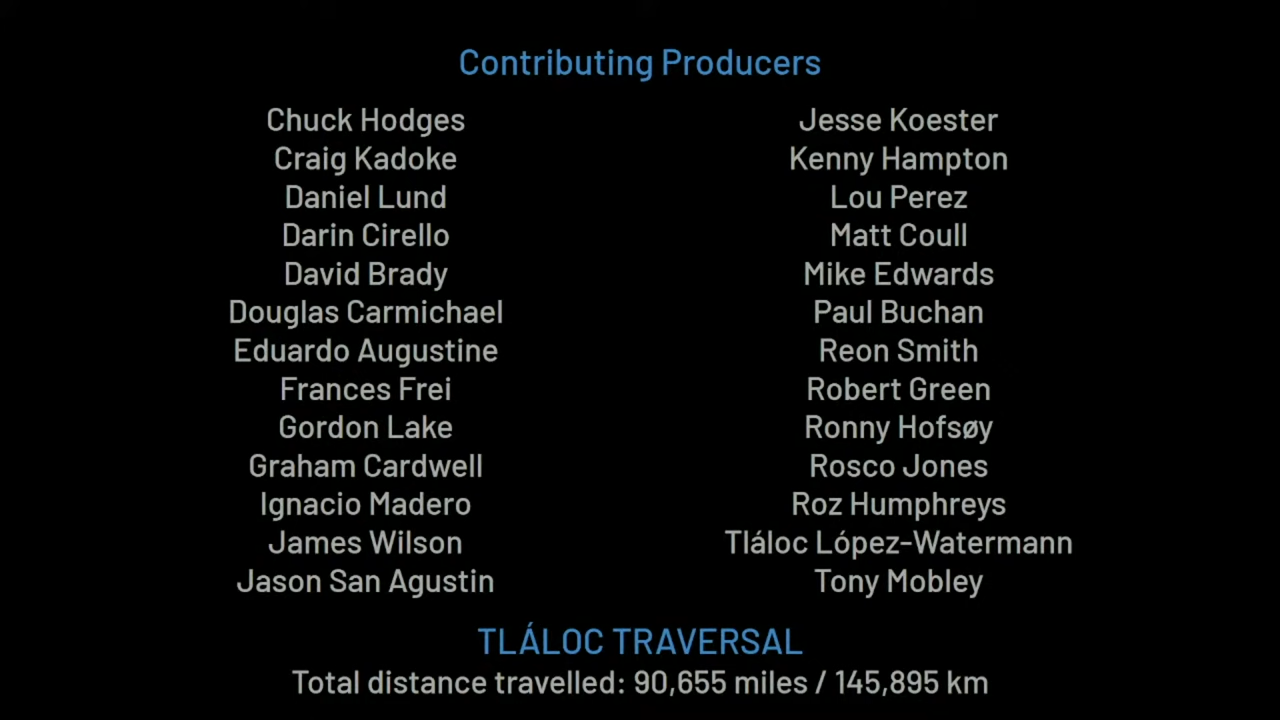 Contributing Producers
Chuck Hodges
Craig Kadoke
Daniel Lund
Darin Cirello
David Brady
Douglas Carmichael
Eduardo Augustine
Frances Frei
Gordon Lake
Graham Cardwell
Ignacio Madero
James Wilson
Jason San Agustin
Jesse Koester
Kenny Hampton
Lou Perez
Matt Coull
Mike Edwards
Paul Buchan
Reon Smith
Robert Green
Ronny Hofsøy
Rosco Jones
Roz Humphreys
Tláloc López-Watermann
Tony Mobley
TLÁLOC TRAVERSAL
Total distance travelled: 90,655 miles / 145,895 km